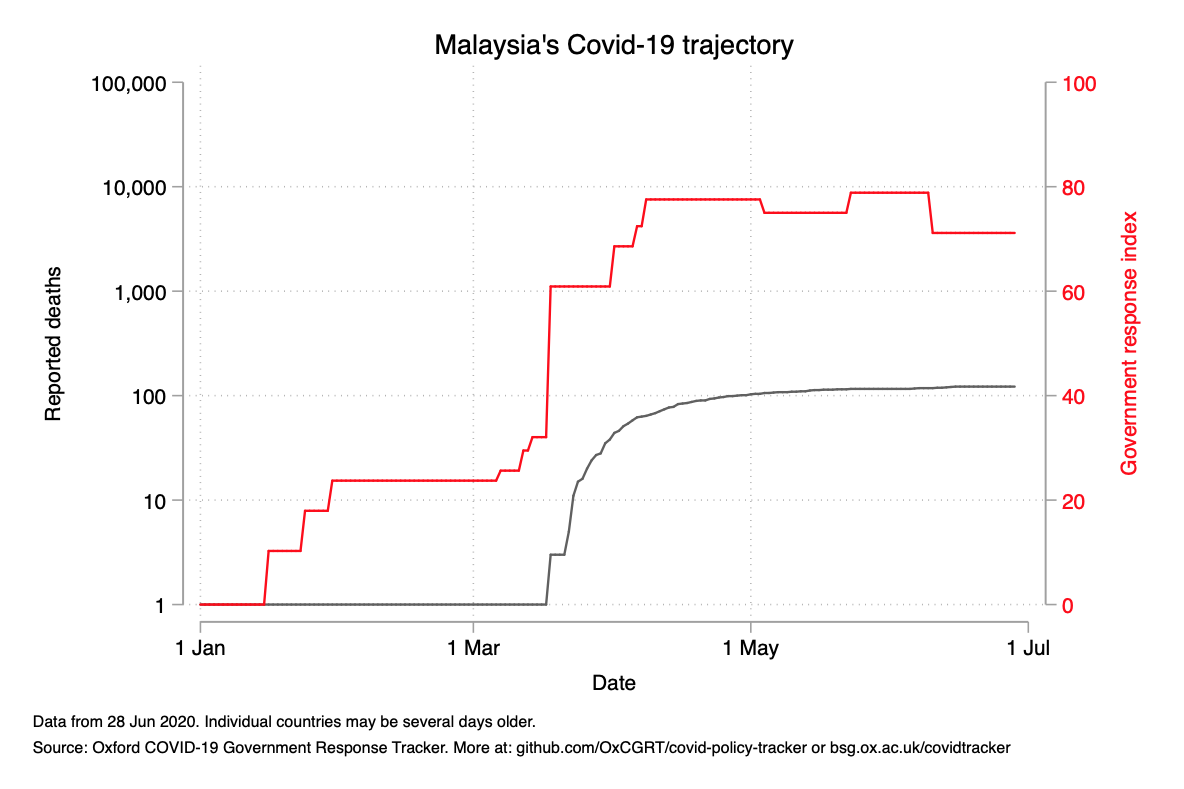 Malaysia's Covid-19 trajectory
100,000
10,000
1,000
100
10
1
Reported deaths
100
80
60
40
20
0
Government response index
1 Jan
1 Mar
1 May
1 Jul
Date
Data from 28 Jun 2020. Individual countries may be several days older.
Source: Oxford COVID-19 Government Response Tracker. More at: github.com/OxCGRT/covid-policy-tracker or bsg.ox.ac.uk/covidtracker